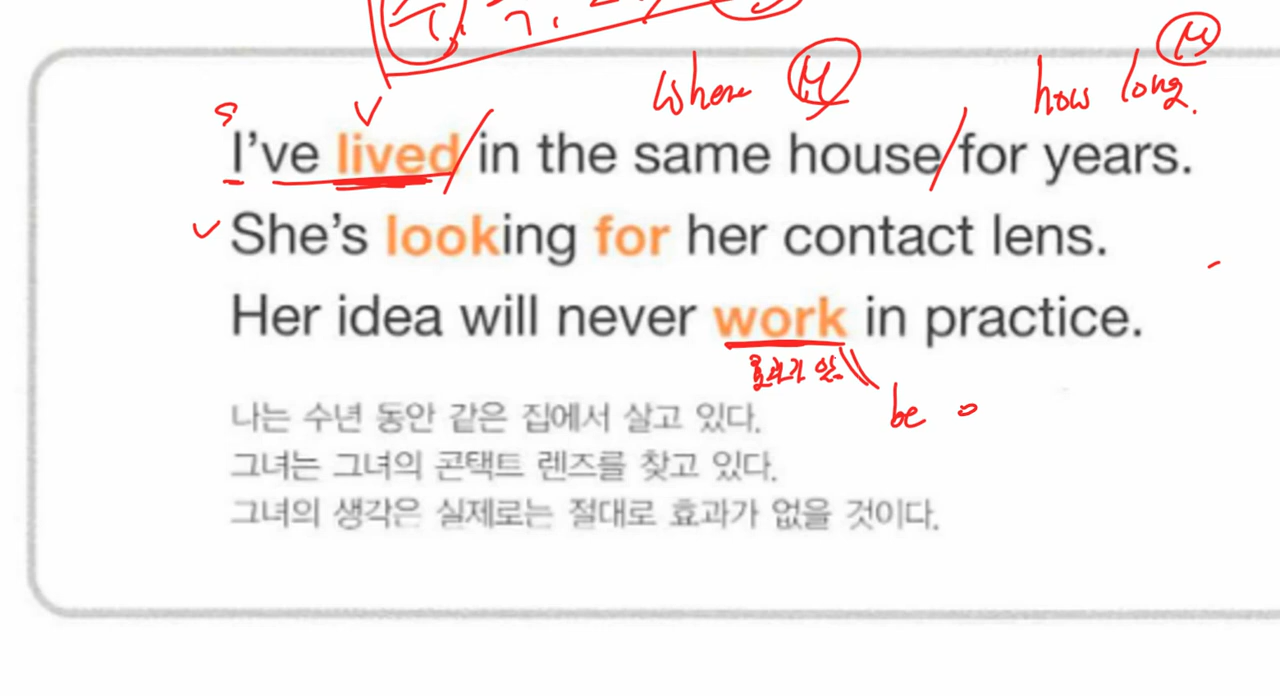 where M
how long. M
S V
I've lived / in the same house / for years.
She's looking for her contact lens.
Her idea will never work in practice.
효과가 있
be
나는 수년 동안 같은 집에서 살고 있다.
그녀는 그녀의 콘택트 렌즈를 찾고 있다.
그녀의 생각은 실제로는 절대로 효과가 없을 것이다.